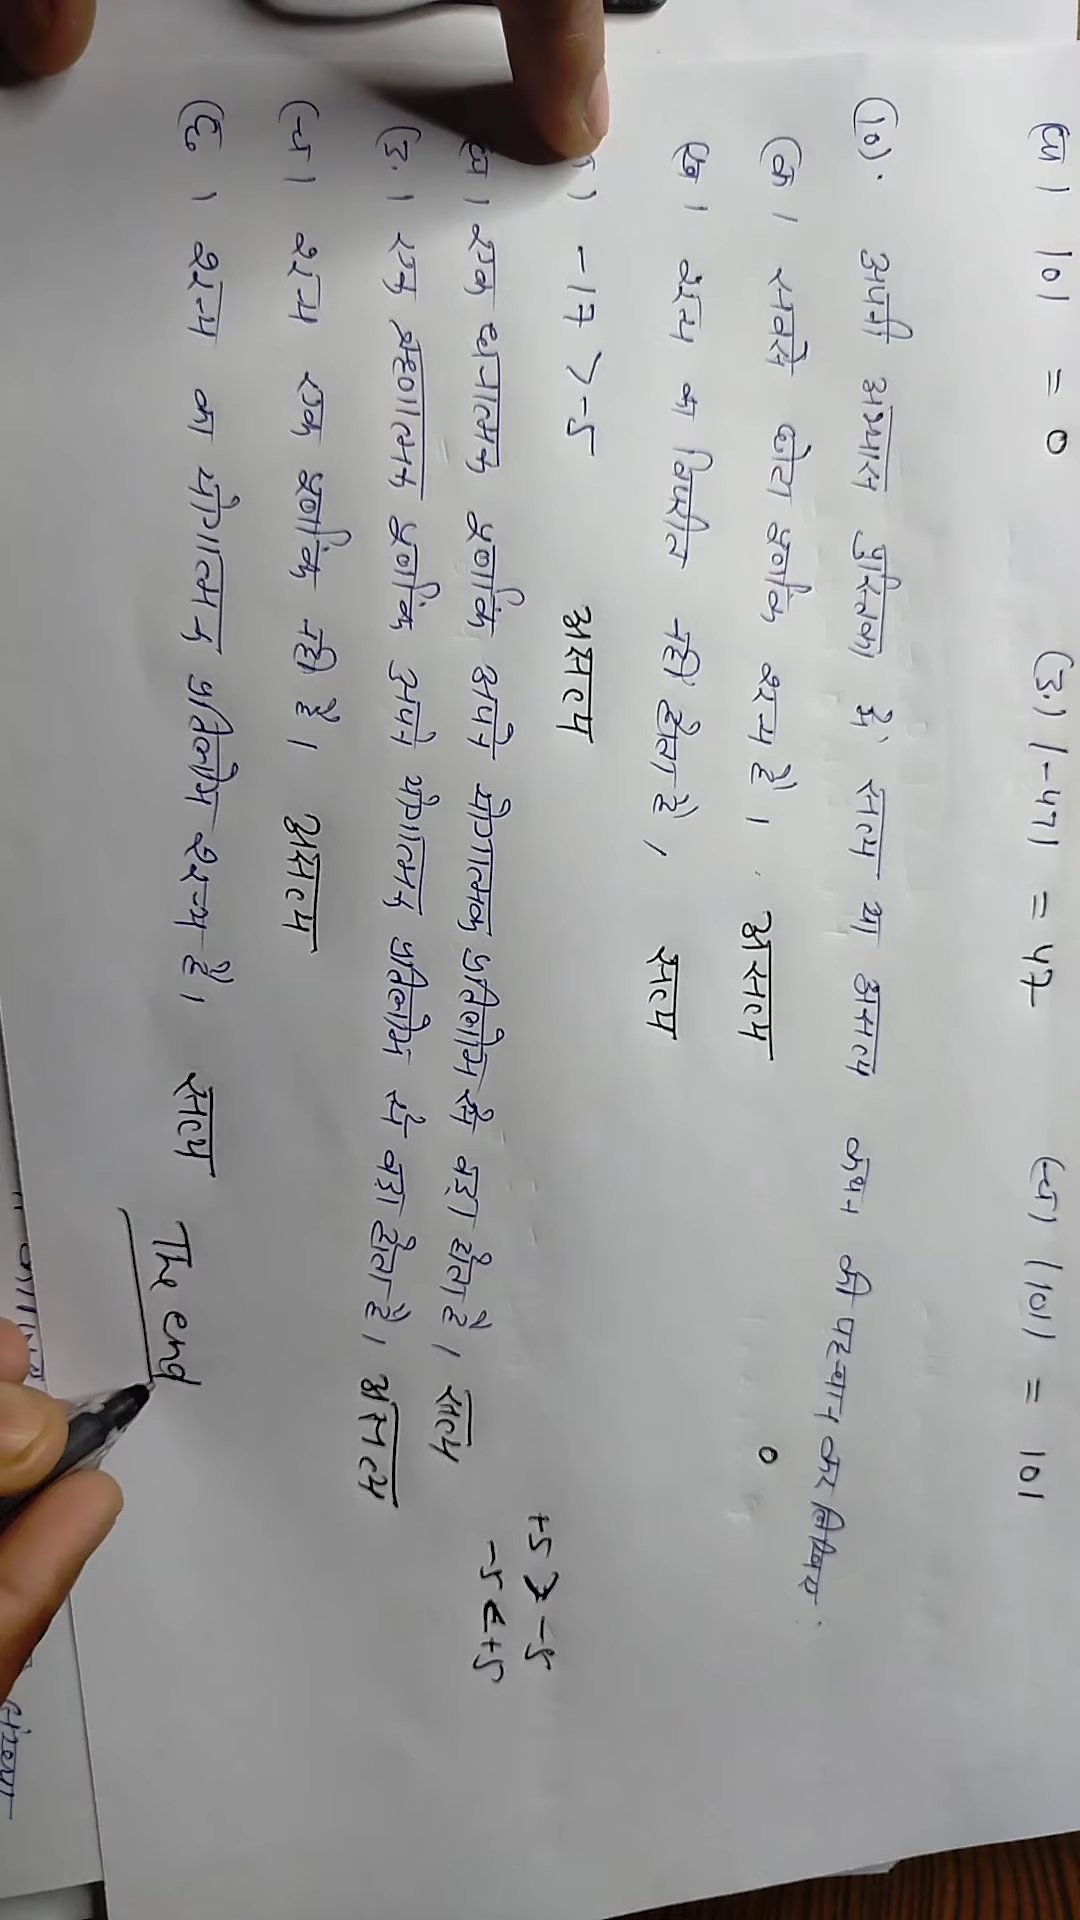 (घ) 101 = 0 (ङ) |-47| = 47 (च) |101| = 101
(10). अपनी अभ्यास पुस्तिका में सत्य या असत्य कथन की पहचान कर लिखिए :
(क) सबसे छोटा पूर्णांक शून्य है। असत्य
(ख) शून्य का विपरीत नहीं होता है, सत्य
) -17 > -5 असत्य
(घ) एक धनात्मक पूर्णांक अपने योगात्मक प्रतिलोम से बड़ा होता है। सत्य
(ङ) एक ऋणात्मक पूर्णांक अपने योगात्मक प्रतिलोम से बड़ा होता है। असत्य
(च) शून्य एक पूर्णांक नहीं है। असत्य
(छ) शून्य का योगात्मक प्रतिलोम शून्य है। सत्य
0
+5 > -5
-5 < +5
The end
संख्या